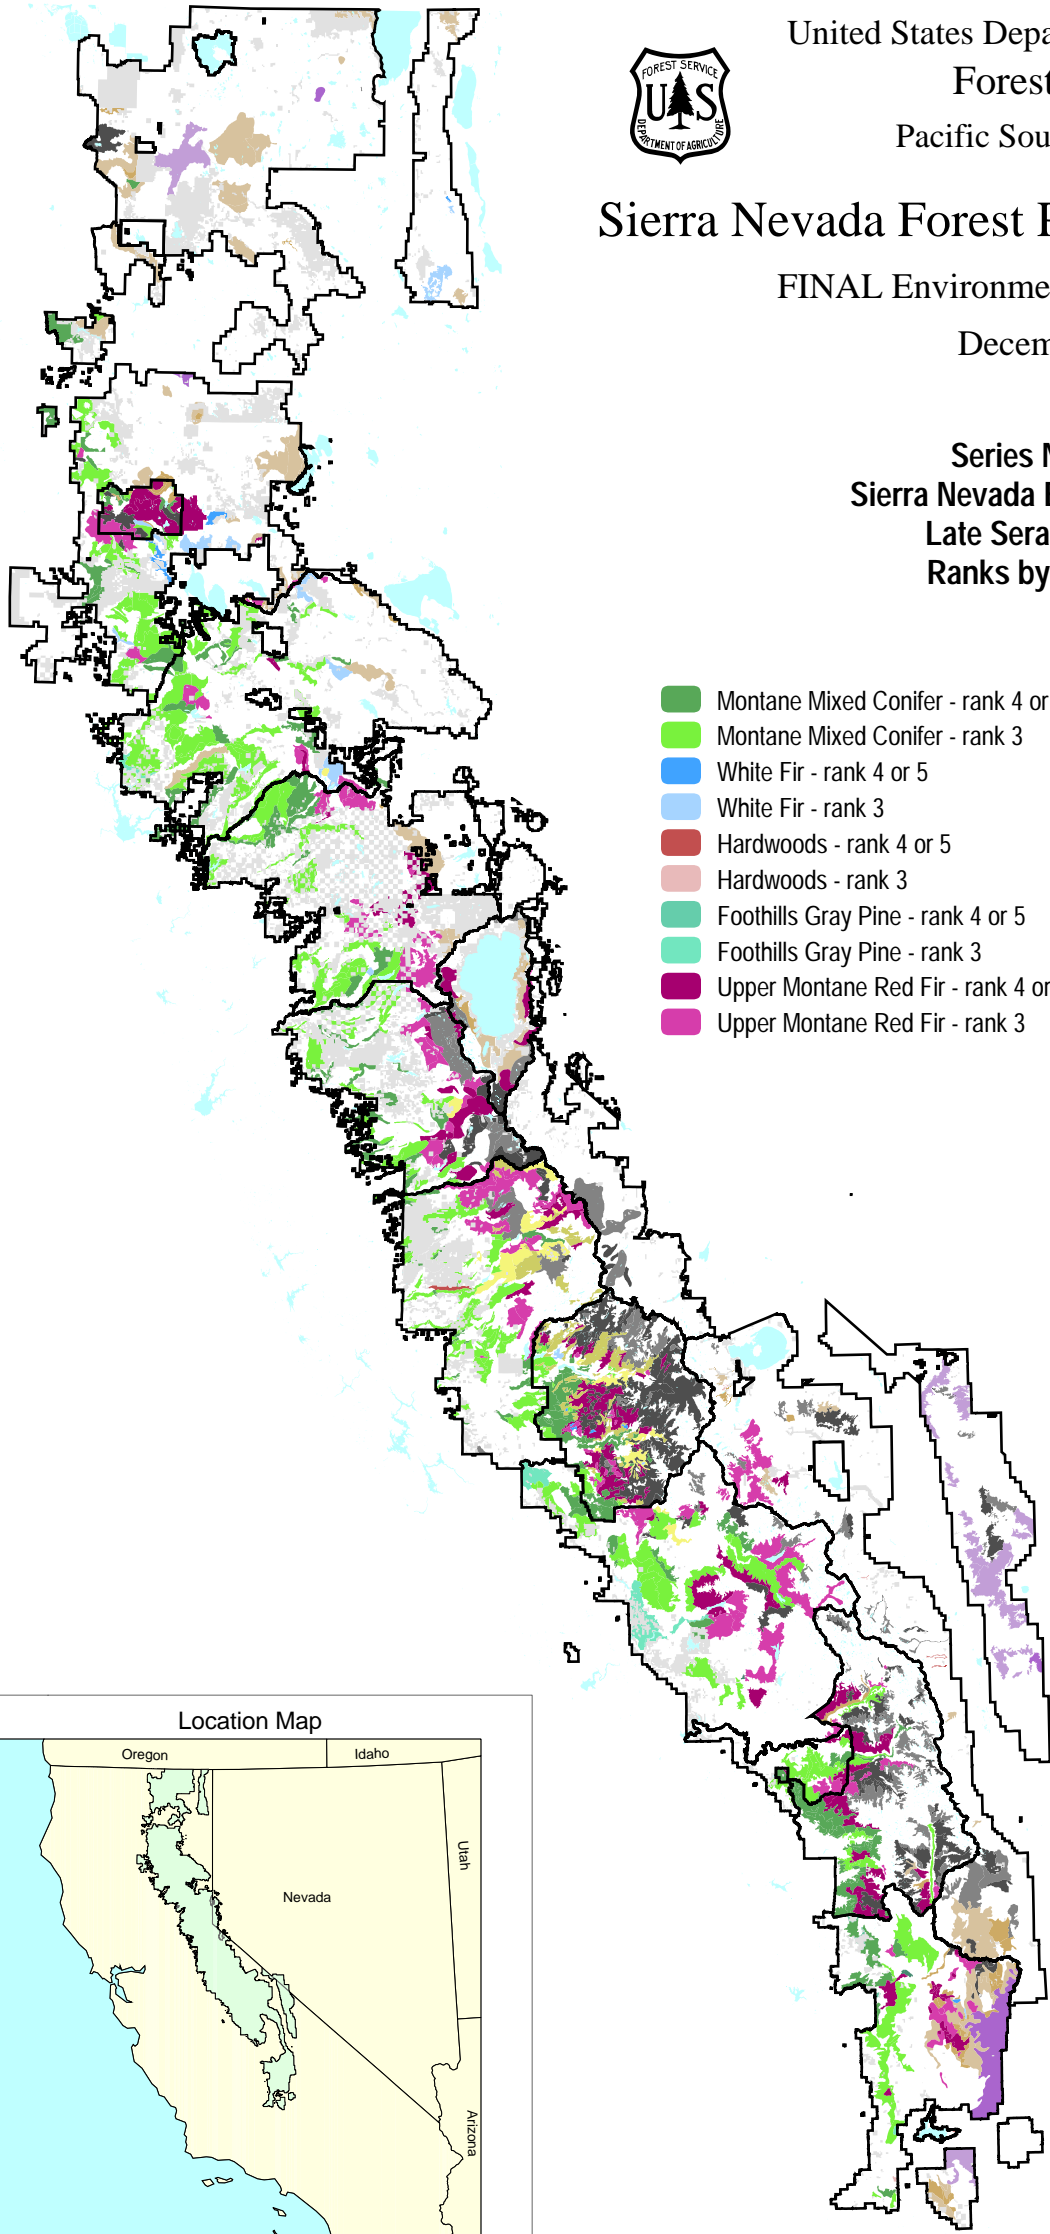 United States Depa
Forest
Pacific Sou
FOREST SERVICE
U S
DEPARTMENT OF AGRICULTURE
Sierra Nevada Forest P
FINAL Environme
Decem
Series N
Sierra Nevada
Late Sera
Ranks by
Montane Mixed Conifer - rank 4 or
Montane Mixed Conifer - rank 3
White Fir - rank 4 or 5
White Fir - rank 3
Hardwoods - rank 4 or 5
Hardwoods - rank 3
Foothills Gray Pine - rank 4 or 5
Foothills Gray Pine - rank 3
Upper Montane Red Fir - rank 4 or
Upper Montane Red Fir - rank 3
Location Map
Oregon
Idaho
Utah
Nevada
Arizona